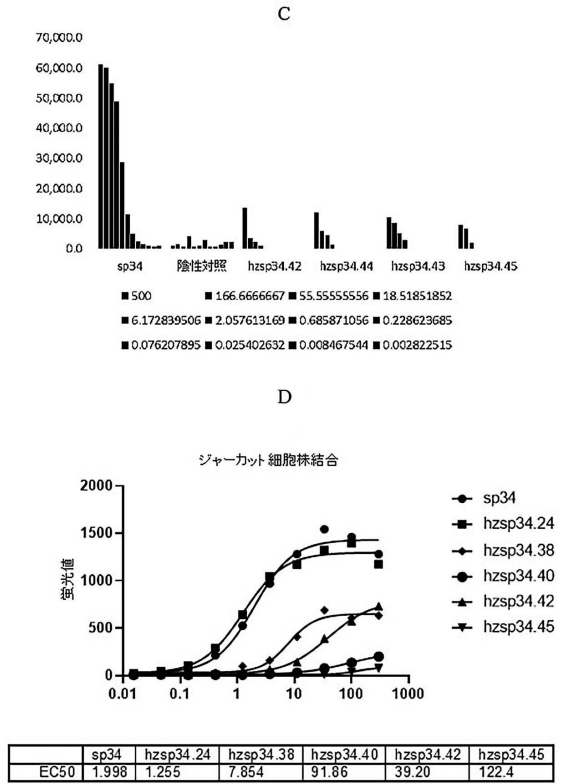 C
70,000.0
60,000.0
50,000.0
40,000.0
30,000.0
20,000.0
10,000.0
0.0
sp34 陰性対照 hzsp34.42 hzsp34.44 hzsp34.43 hzsp34.45
500 166.6666667 55.55555556 18.51851852
6.172839506 2.057613169 0.685871056 0.228623685
0.076207895 0.025402632 0.008467544 0.002822515
D
ジャーカット細胞株結合
蛍光値
2000
1500
1000
500
0
0.01 0.1 1 10 100 1000
sp34
hzsp34.24
hzsp34.38
hzsp34.40
hzsp34.42
hzsp34.45
sp34 hzsp34.24 hzsp34.38 hzsp34.40 hzsp34.42 hzsp34.45
EC50 1.998 1.255 7.854 91.86 39.20 122.4